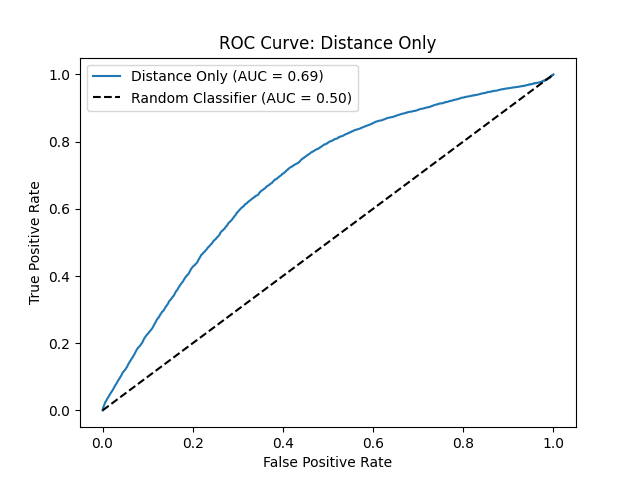 ROC Curve: Distance Only
Distance Only (AUC = 0.69)
Random Classifier (AUC = 0.50)
True Positive Rate
1.0
0.8
0.6
0.4
0.2
0.0
0.0 0.2 0.4 0.6 0.8 1.0
False Positive Rate